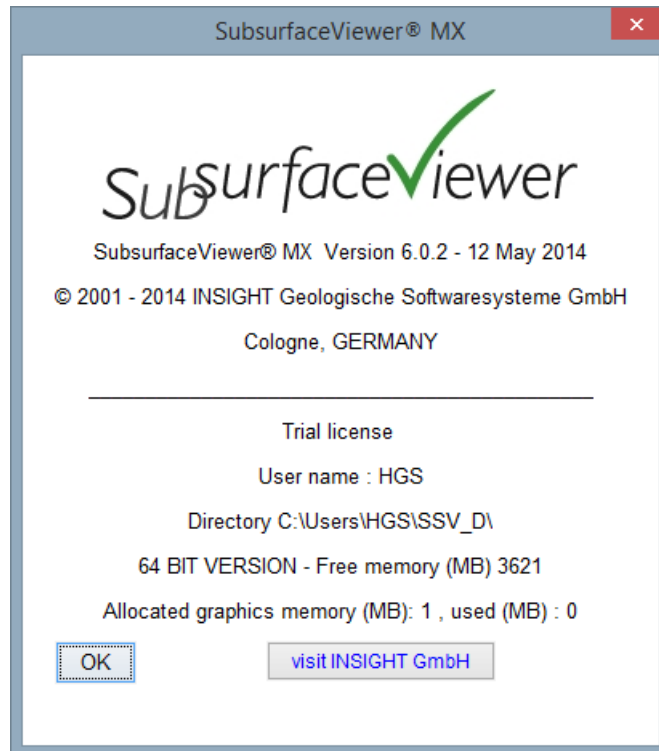 SubsurfaceViewer® MX
SubsurfaceViewer
SubsurfaceViewer® MX Version 6.0.2 - 12 May 2014
© 2001 - 2014 INSIGHT Geologische Softwaresysteme GmbH
Cologne, GERMANY
Trial license
User name : HGS
Directory C:\Users\HGS\SSV_D\
64 BIT VERSION - Free memory (MB) 3621
Allocated graphics memory (MB): 1 , used (MB) : 0
OK visit INSIGHT GmbH